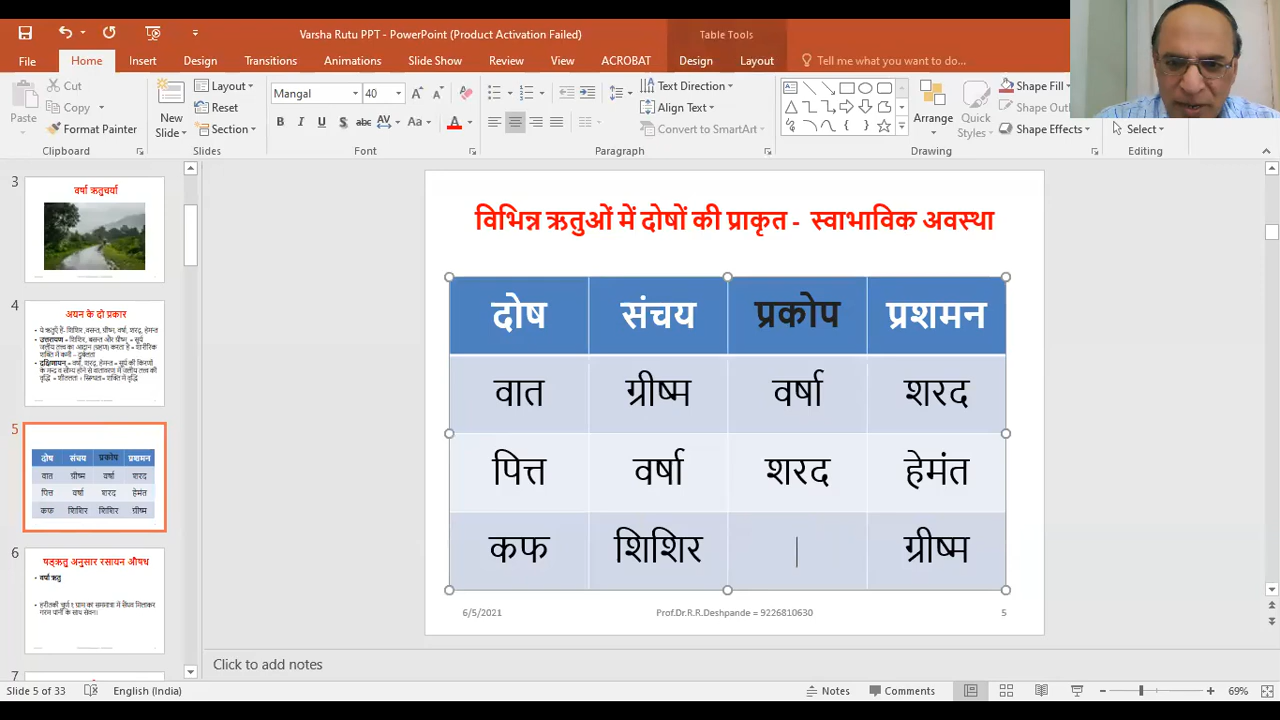 Varsha Rutu PPT - PowerPoint (Product Activation Failed)
Table Tools
File Home Insert Design Transitions Animations Slide Show Review View ACROBAT Design Layout Tell me what you want to do...
Paste
Cut
Copy
Format Painter
Clipboard
New Slide
Layout
Reset
Section
Slides
Mangal 40
B I U S abc AV Aa A
Font
Paragraph
Text Direction
Align Text
Convert to SmartArt
Arrange
Quick Styles
Shape Fill
Shape Effects
Drawing
Select
Editing
3
वर्षा ऋतुचर्या
4
अयन के दो प्रकार
5
दोष संचय प्रकोप प्रशमन
वात ग्रीष्म वर्षा शरद
पित्त वर्षा शरद हेमंत
कफ शिशिर शिशिर ग्रीष्म
6
षड्ऋतु अनुसार रसायन औषध
वर्षा ऋतु
7
विभिन्न ऋतुओं में दोषों की प्राकृत - स्वाभाविक अवस्था
दोष संचय प्रकोप प्रशमन
वात ग्रीष्म वर्षा शरद
पित्त वर्षा शरद हेमंत
कफ शिशिर ग्रीष्म
6/5/2021 Prof.Dr.R.R.Deshpande = 9226810630 5
Click to add notes
Slide 5 of 33 English (India) Notes Comments 69%